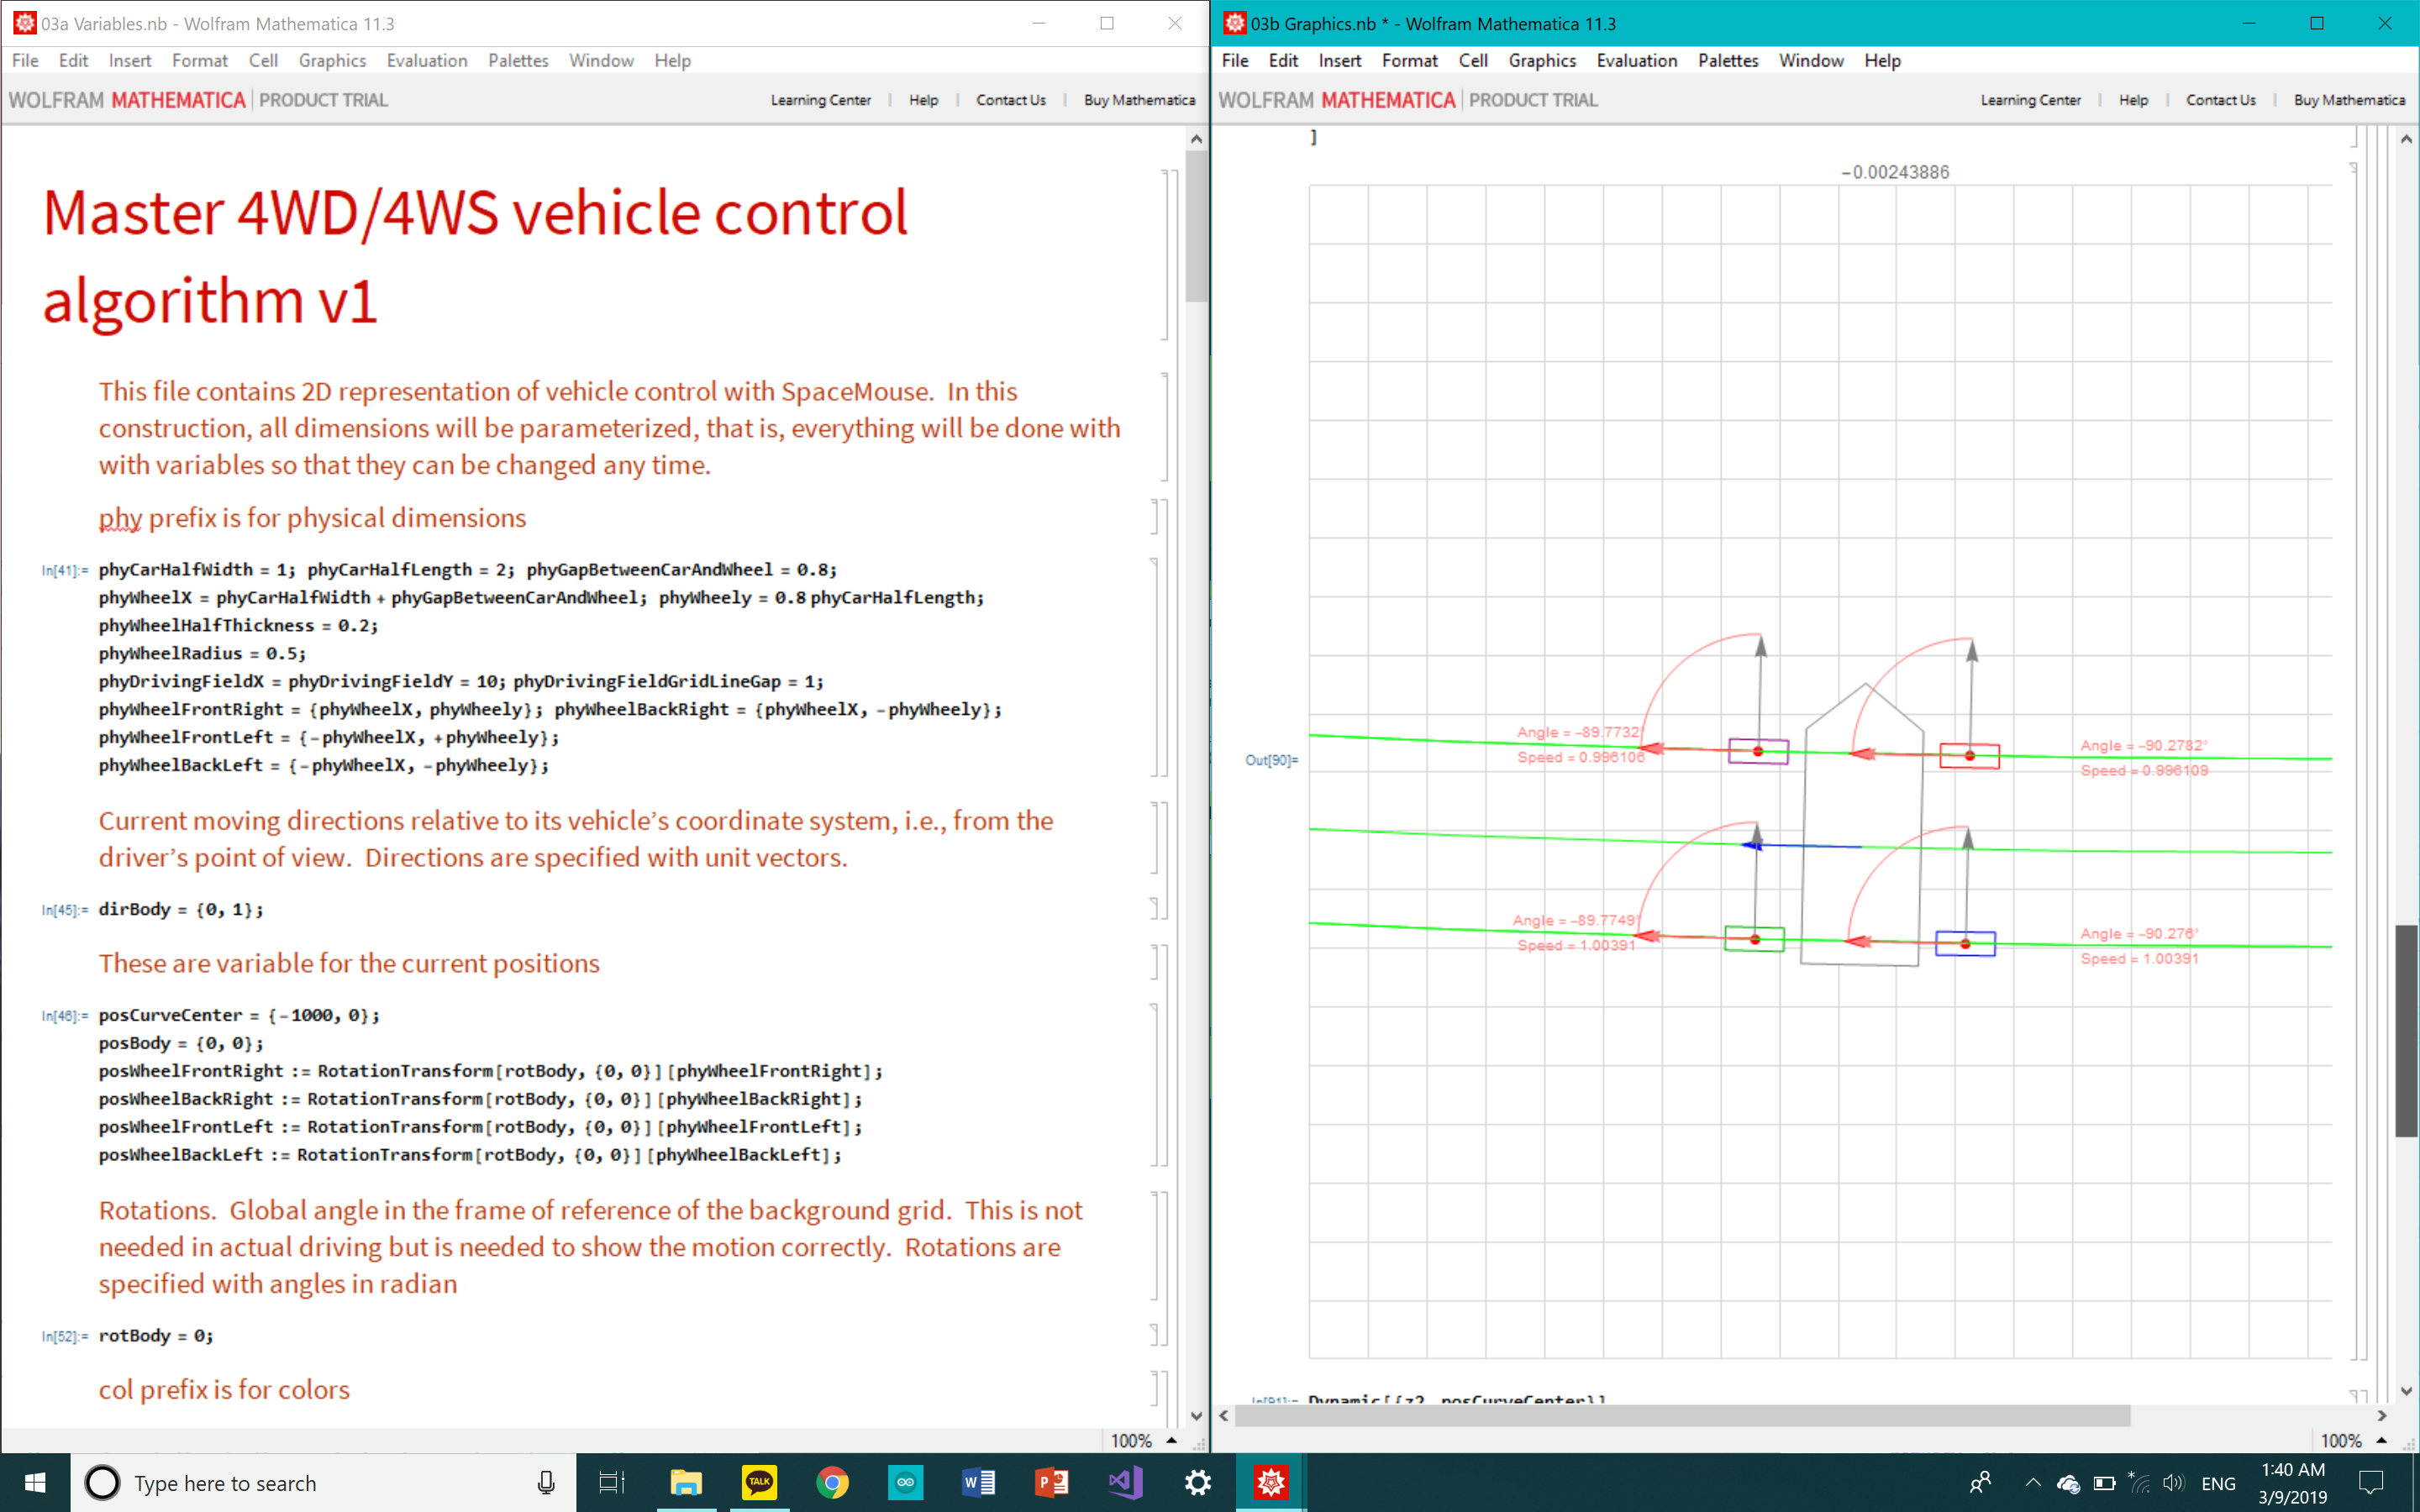 03a Variables.nb - Wolfram Mathematica 11.3
File Edit Insert Format Cell Graphics Evaluation Palettes Window Help
WOLFRAM MATHEMATICA PRODUCT TRIAL
Learning Center Help Contact Us Buy Mathematica
Master 4WD/4WS vehicle control
algorithm v1
This file contains 2D representation of vehicle control with SpaceMouse. In this
construction, all dimensions will be parameterized, that is, everything will be done with
with variables so that they can be changed any time.
phy prefix is for physical dimensions
In[41]:= phyCarHalfWidth = 1; phyCarHalfLength = 2; phyGapBetweenCarAndWheel = 0.8;
phyWheelX = phyCarHalfWidth + phyGapBetweenCarAndWheel; phyWheely = 0.8 phyCarHalfLength;
phyWheelHalfThickness = 0.2;
phyWheelRadius = 0.5;
phyDrivingFieldX = phyDrivingFieldY = 10; phyDrivingFieldGridLineGap = 1;
phyWheelFrontRight = {phyWheelX, phyWheely}; phyWheelBackRight = {phyWheelX, -phyWheely};
phyWheelFrontLeft = {-phyWheelX, +phyWheely};
phyWheelBackLeft = {-phyWheelX, -phyWheely};
Current moving directions relative to its vehicle's coordinate system, i.e., from the
driver's point of view. Directions are specified with unit vectors.
In[45]:= dirBody = {0, 1};
These are variable for the current positions
In[46]:= posCurveCenter = {-1000, 0};
posBody = {0, 0};
posWheelFrontRight := RotationTransform[rotBody, {0, 0}][phyWheelFrontRight];
posWheelBackRight := RotationTransform[rotBody, {0, 0}][phyWheelBackRight];
posWheelFrontLeft := RotationTransform[rotBody, {0, 0}][phyWheelFrontLeft];
posWheelBackLeft := RotationTransform[rotBody, {0, 0}][phyWheelBackLeft];
Rotations. Global angle in the frame of reference of the background grid. This is not
needed in actual driving but is needed to show the motion correctly. Rotations are
specified with angles in radian
In[52]:= rotBody = 0;
col prefix is for colors
100%
03b Graphics.nb * - Wolfram Mathematica 11.3
File Edit Insert Format Cell Graphics Evaluation Palettes Window Help
WOLFRAM MATHEMATICA PRODUCT TRIAL
Learning Center Help Contact Us Buy Mathematica
]
-0.00243886
Out[90]=
Angle = -89.7732°
Speed = 0.996106
Angle = -90.2782°
Speed = 0.996109
Angle = -89.7749°
Speed = 1.00391
Angle = -90.276°
Speed = 1.00391
In[91]:= Dynamic[{z2, posCurveCenter}]
100%
Type here to search
TALK
ENG
1:40 AM
3/9/2019